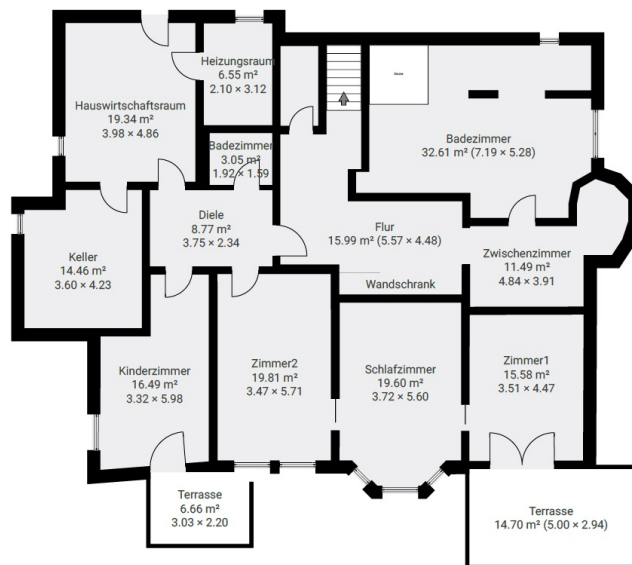 Heizungsraum
6.55 m²
2.10 × 3.12
Hauswirtschaftsraum
19.34 m²
3.98 × 4.86
Badezimmer
32.61 m² (7.19 × 5.28)
Badezimmer
3.05 m²
1.92 × 1.59
Diele
8.77 m²
3.75 × 2.34
Flur
15.99 m² (5.57 × 4.48)
Keller
14.46 m²
3.60 × 4.23
Zwischenzimmer
11.49 m²
4.84 × 3.91
Wandschrank
Kinderzimmer
16.49 m²
3.32 × 5.98
Zimmer2
19.81 m²
3.47 × 5.71
Schlafzimmer
19.60 m²
3.72 × 5.60
Zimmer1
15.58 m²
3.51 × 4.47
Terrasse
6.66 m²
3.03 × 2.20
Terrasse
14.70 m² (5.00 × 2.94)